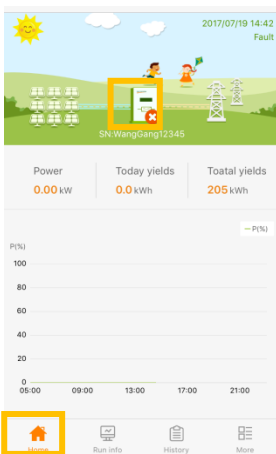 2017/07/19 14:42
Fault
SN:WangGang12345
Power
Today yields
Toatal yields
0.00 kW
0.0 kWh
205 kWh
P(%)
P(%)
100
80
60
40
20
0
05:00 09:00 13:00 17:00 21:00
Home Run info History More